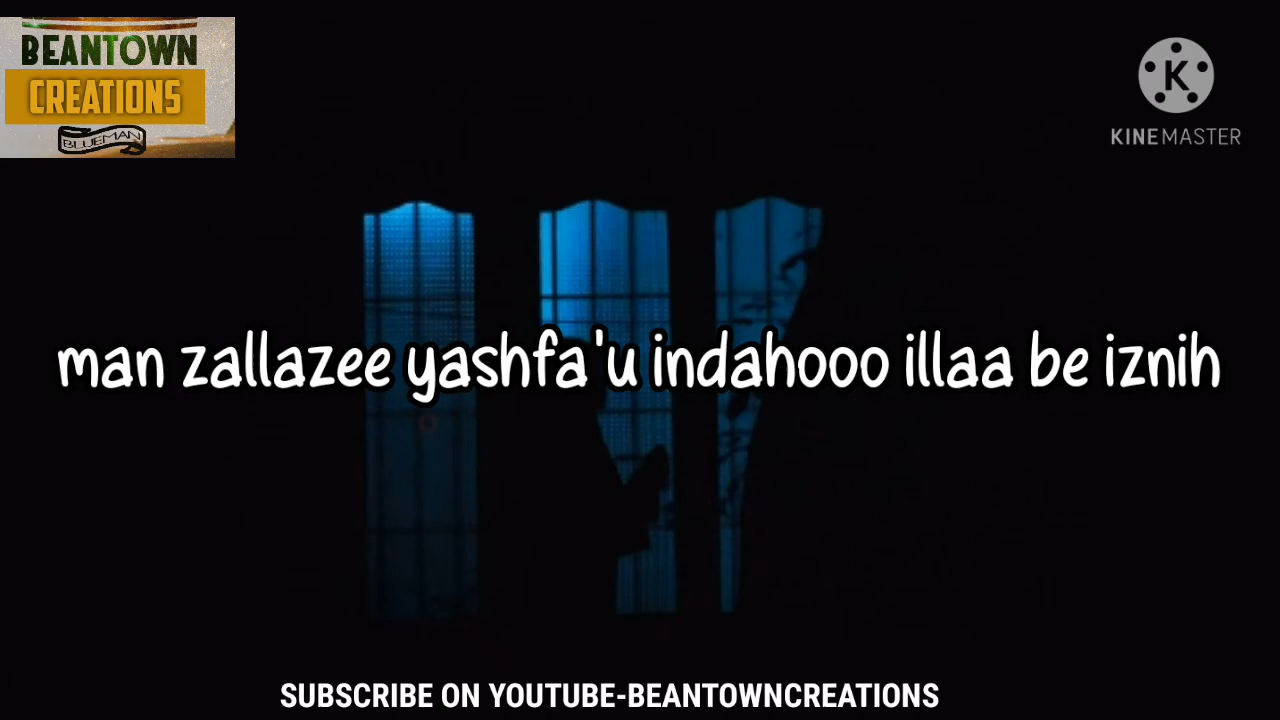 BEANTOWN
CREATIONS
BLUEMAN
K
KINEMASTER
man zallazee yashfa'u indahooo illaa be iznih
SUBSCRIBE ON YOUTUBE-BEANTOWNCREATIONS